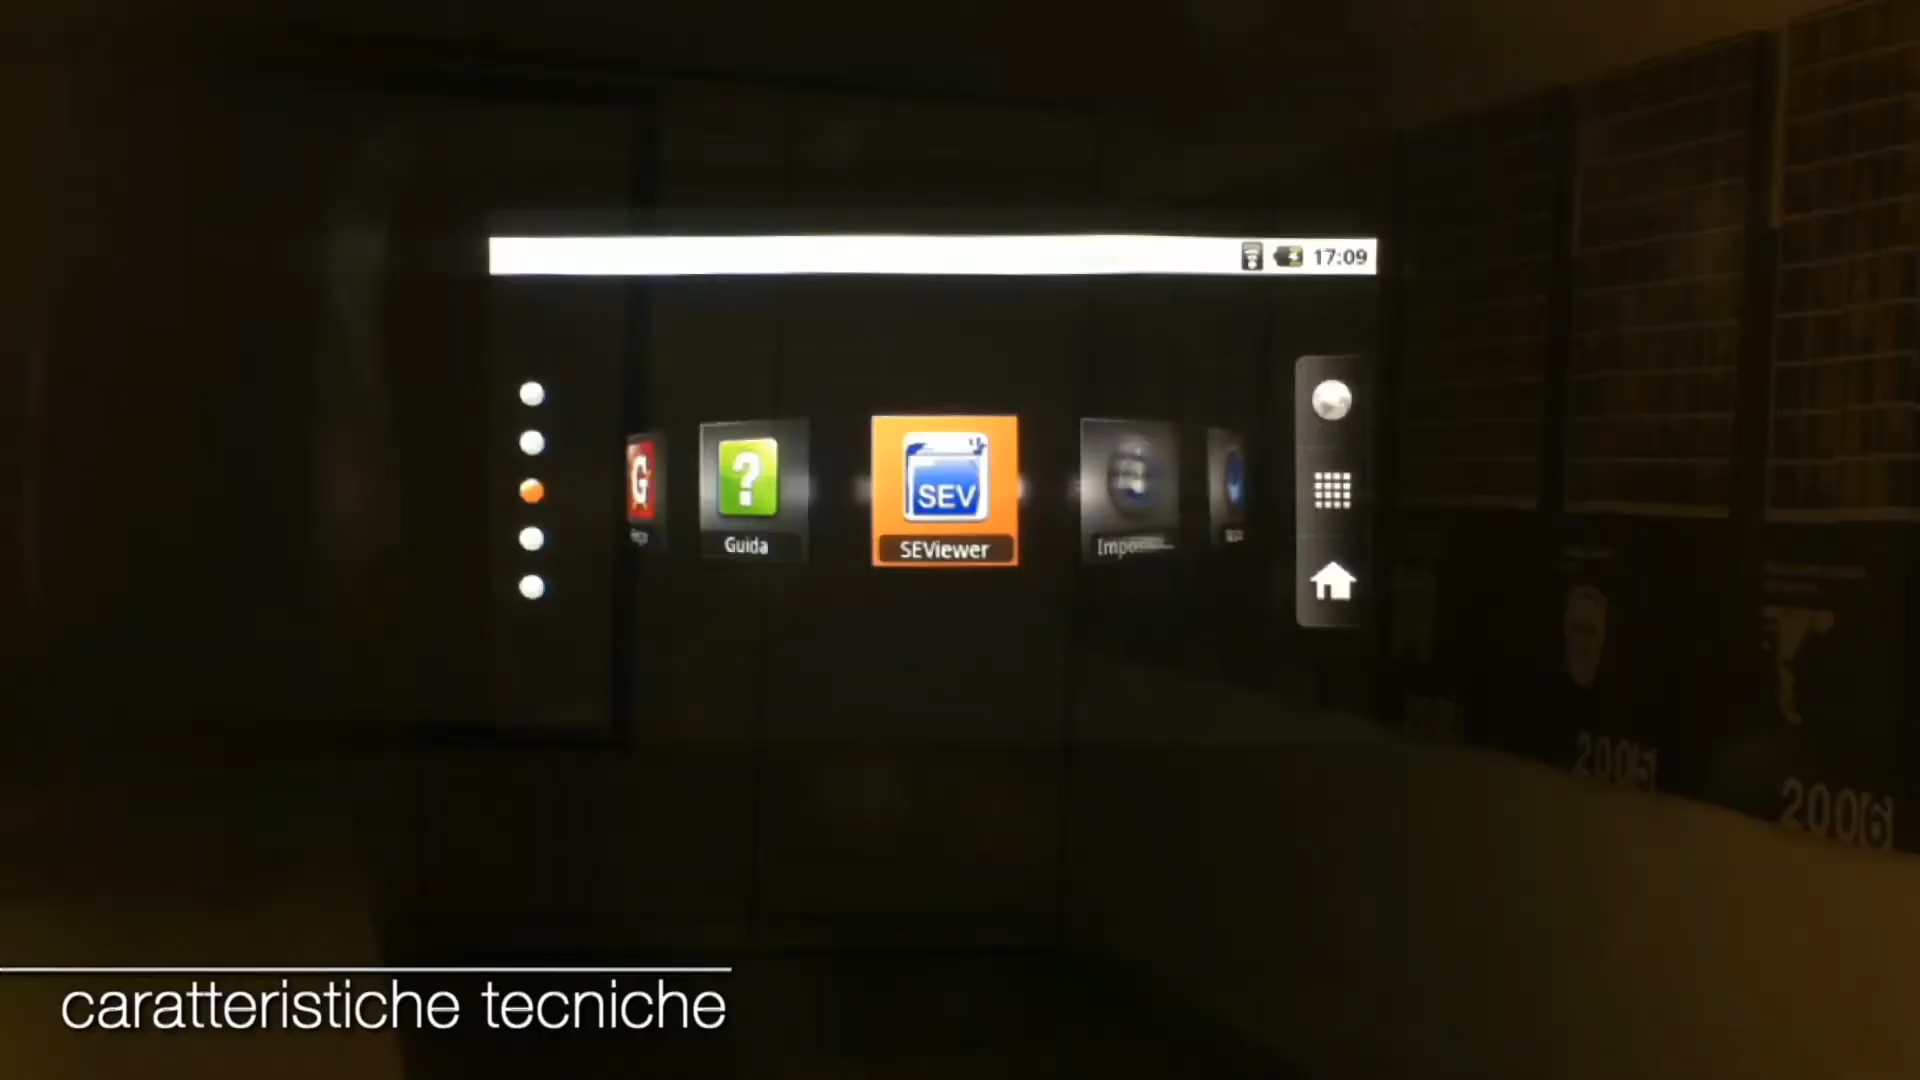 17:09
G
?
Guida
SEV
SEViewer
2005
2006
caratteristiche tecniche